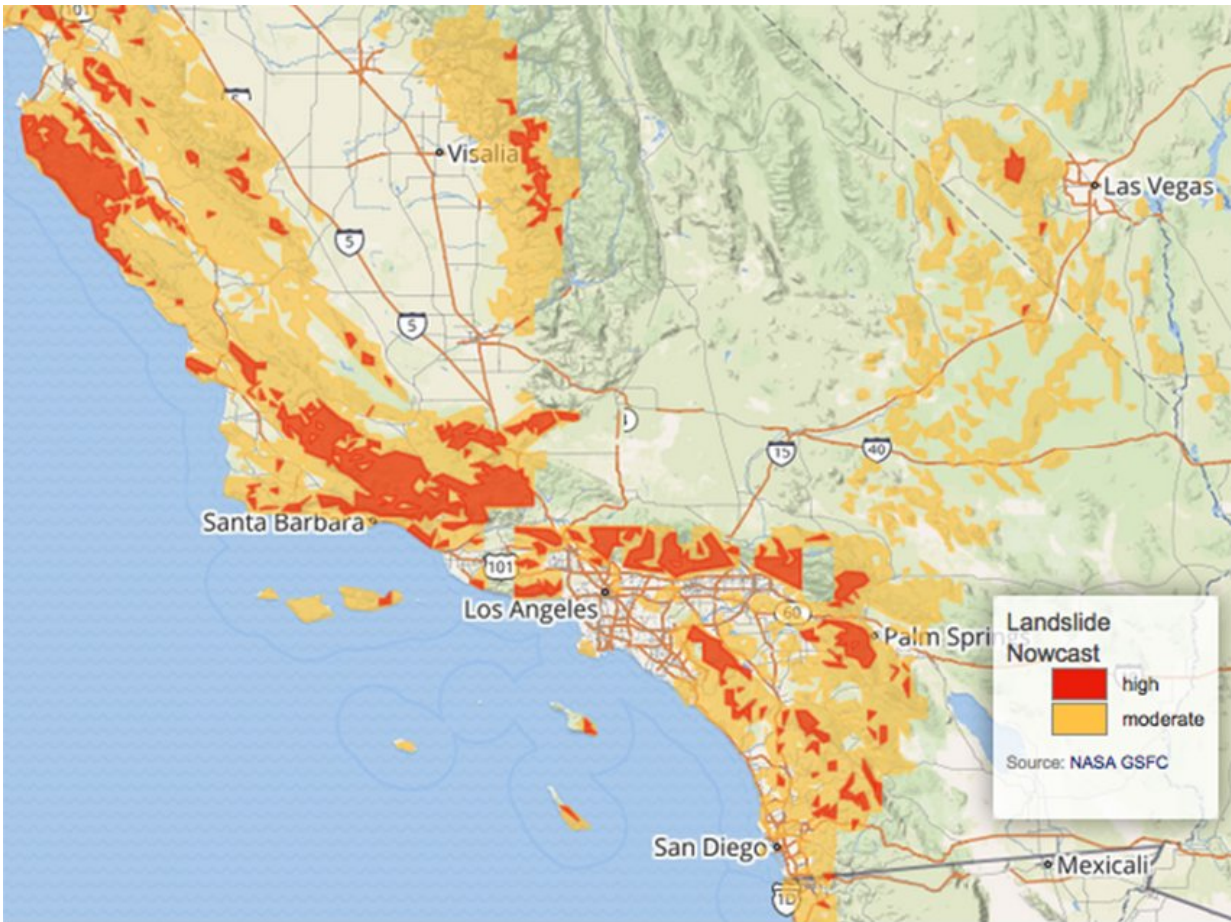 101
Visalia
Las Vegas
5
5
15
40
Santa Barbara
101
Los Angeles
60
Palm Springs
San Diego
Mexicali
Landslide
Nowcast
high
moderate
Source: NASA GSFC